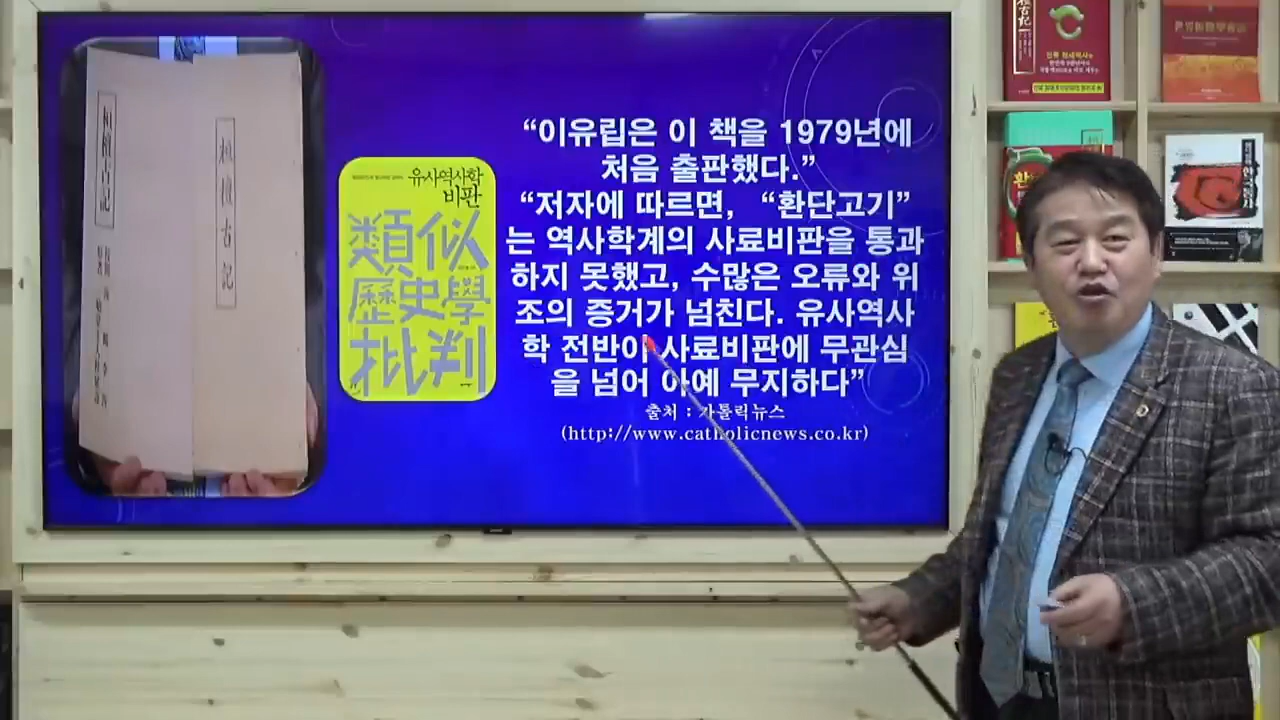 桓檀古記
桓檀古記
유사역사학
비판
類似
歷史學
批判
“이유립은 이 책을 1979년에
처음 출판했다.”
“저자에 따르면, “환단고기”
는 역사학계의 사료비판을 통과
하지 못했고, 수많은 오류와 위
조의 증거가 넘친다. 유사역사
학 전반이 사료비판에 무관심
을 넘어 아예 무지하다”
출처 : 가톨릭뉴스
(http://www.catholicnews.co.kr)